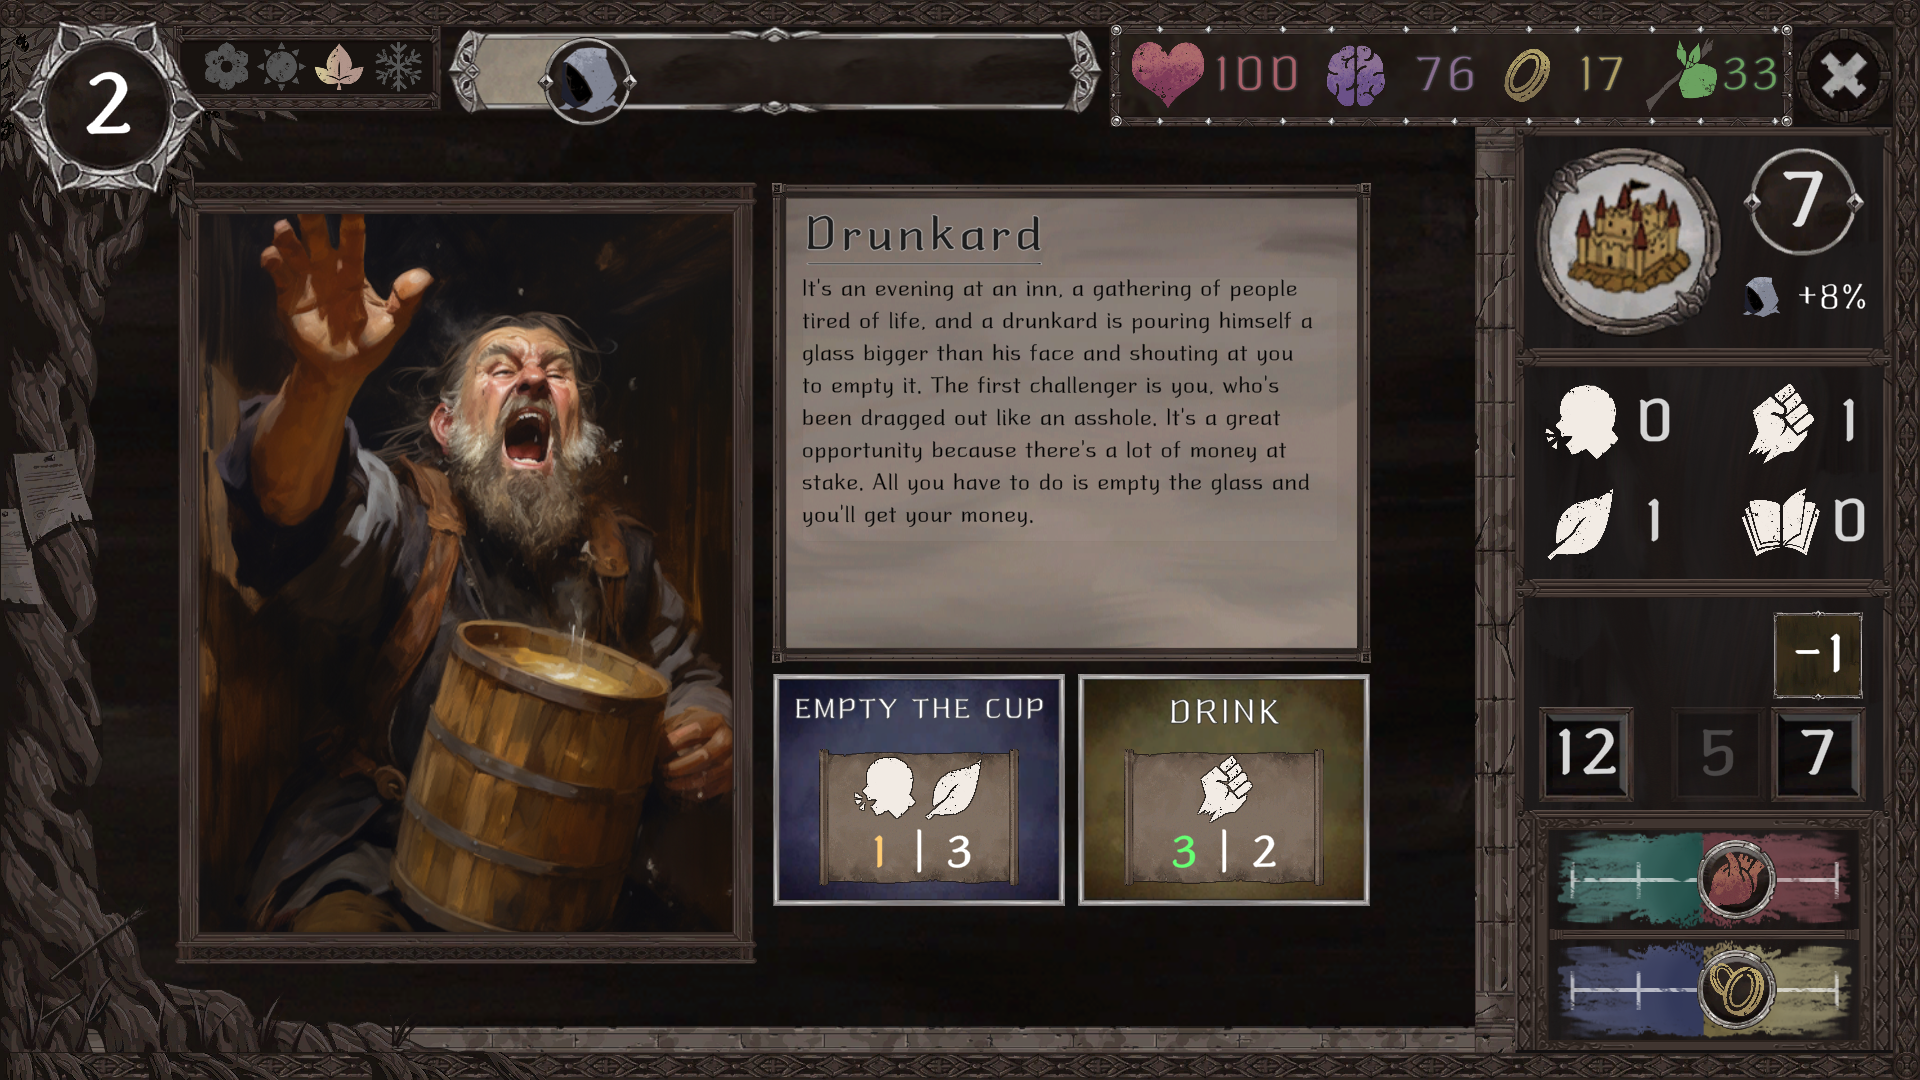 2
100 76 17 33
7
+8%
Drunkard
It's an evening at an inn, a gathering of people
tired of life, and a drunkard is pouring himself a
glass bigger than his face and shouting at you
to empty it. The first challenger is you, who's
been dragged out like an asshole. It's a great
opportunity because there's a lot of money at
stake. All you have to do is empty the glass and
you'll get your money.
0 1
1 0
-1
12 5 7
EMPTY THE CUP
1 | 3
DRINK
3 | 2